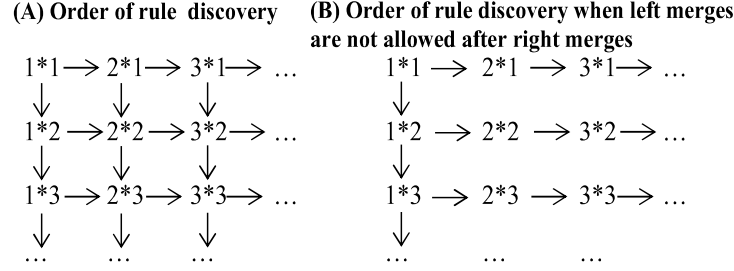 (A) Order of rule discovery
1*1→2*1→3*1→ …
↓ ↓ ↓
1*2→2*2→3*2→ …
↓ ↓ ↓
1*3→2*3→3*3→ …
↓ ↓ ↓
… … …
(B) Order of rule discovery when left merges
are not allowed after right merges
1*1 → 2*1 → 3*1→ …
↓
1*2 → 2*2 → 3*2→ …
↓
1*3 → 2*3 → 3*3→ …
↓
… … …